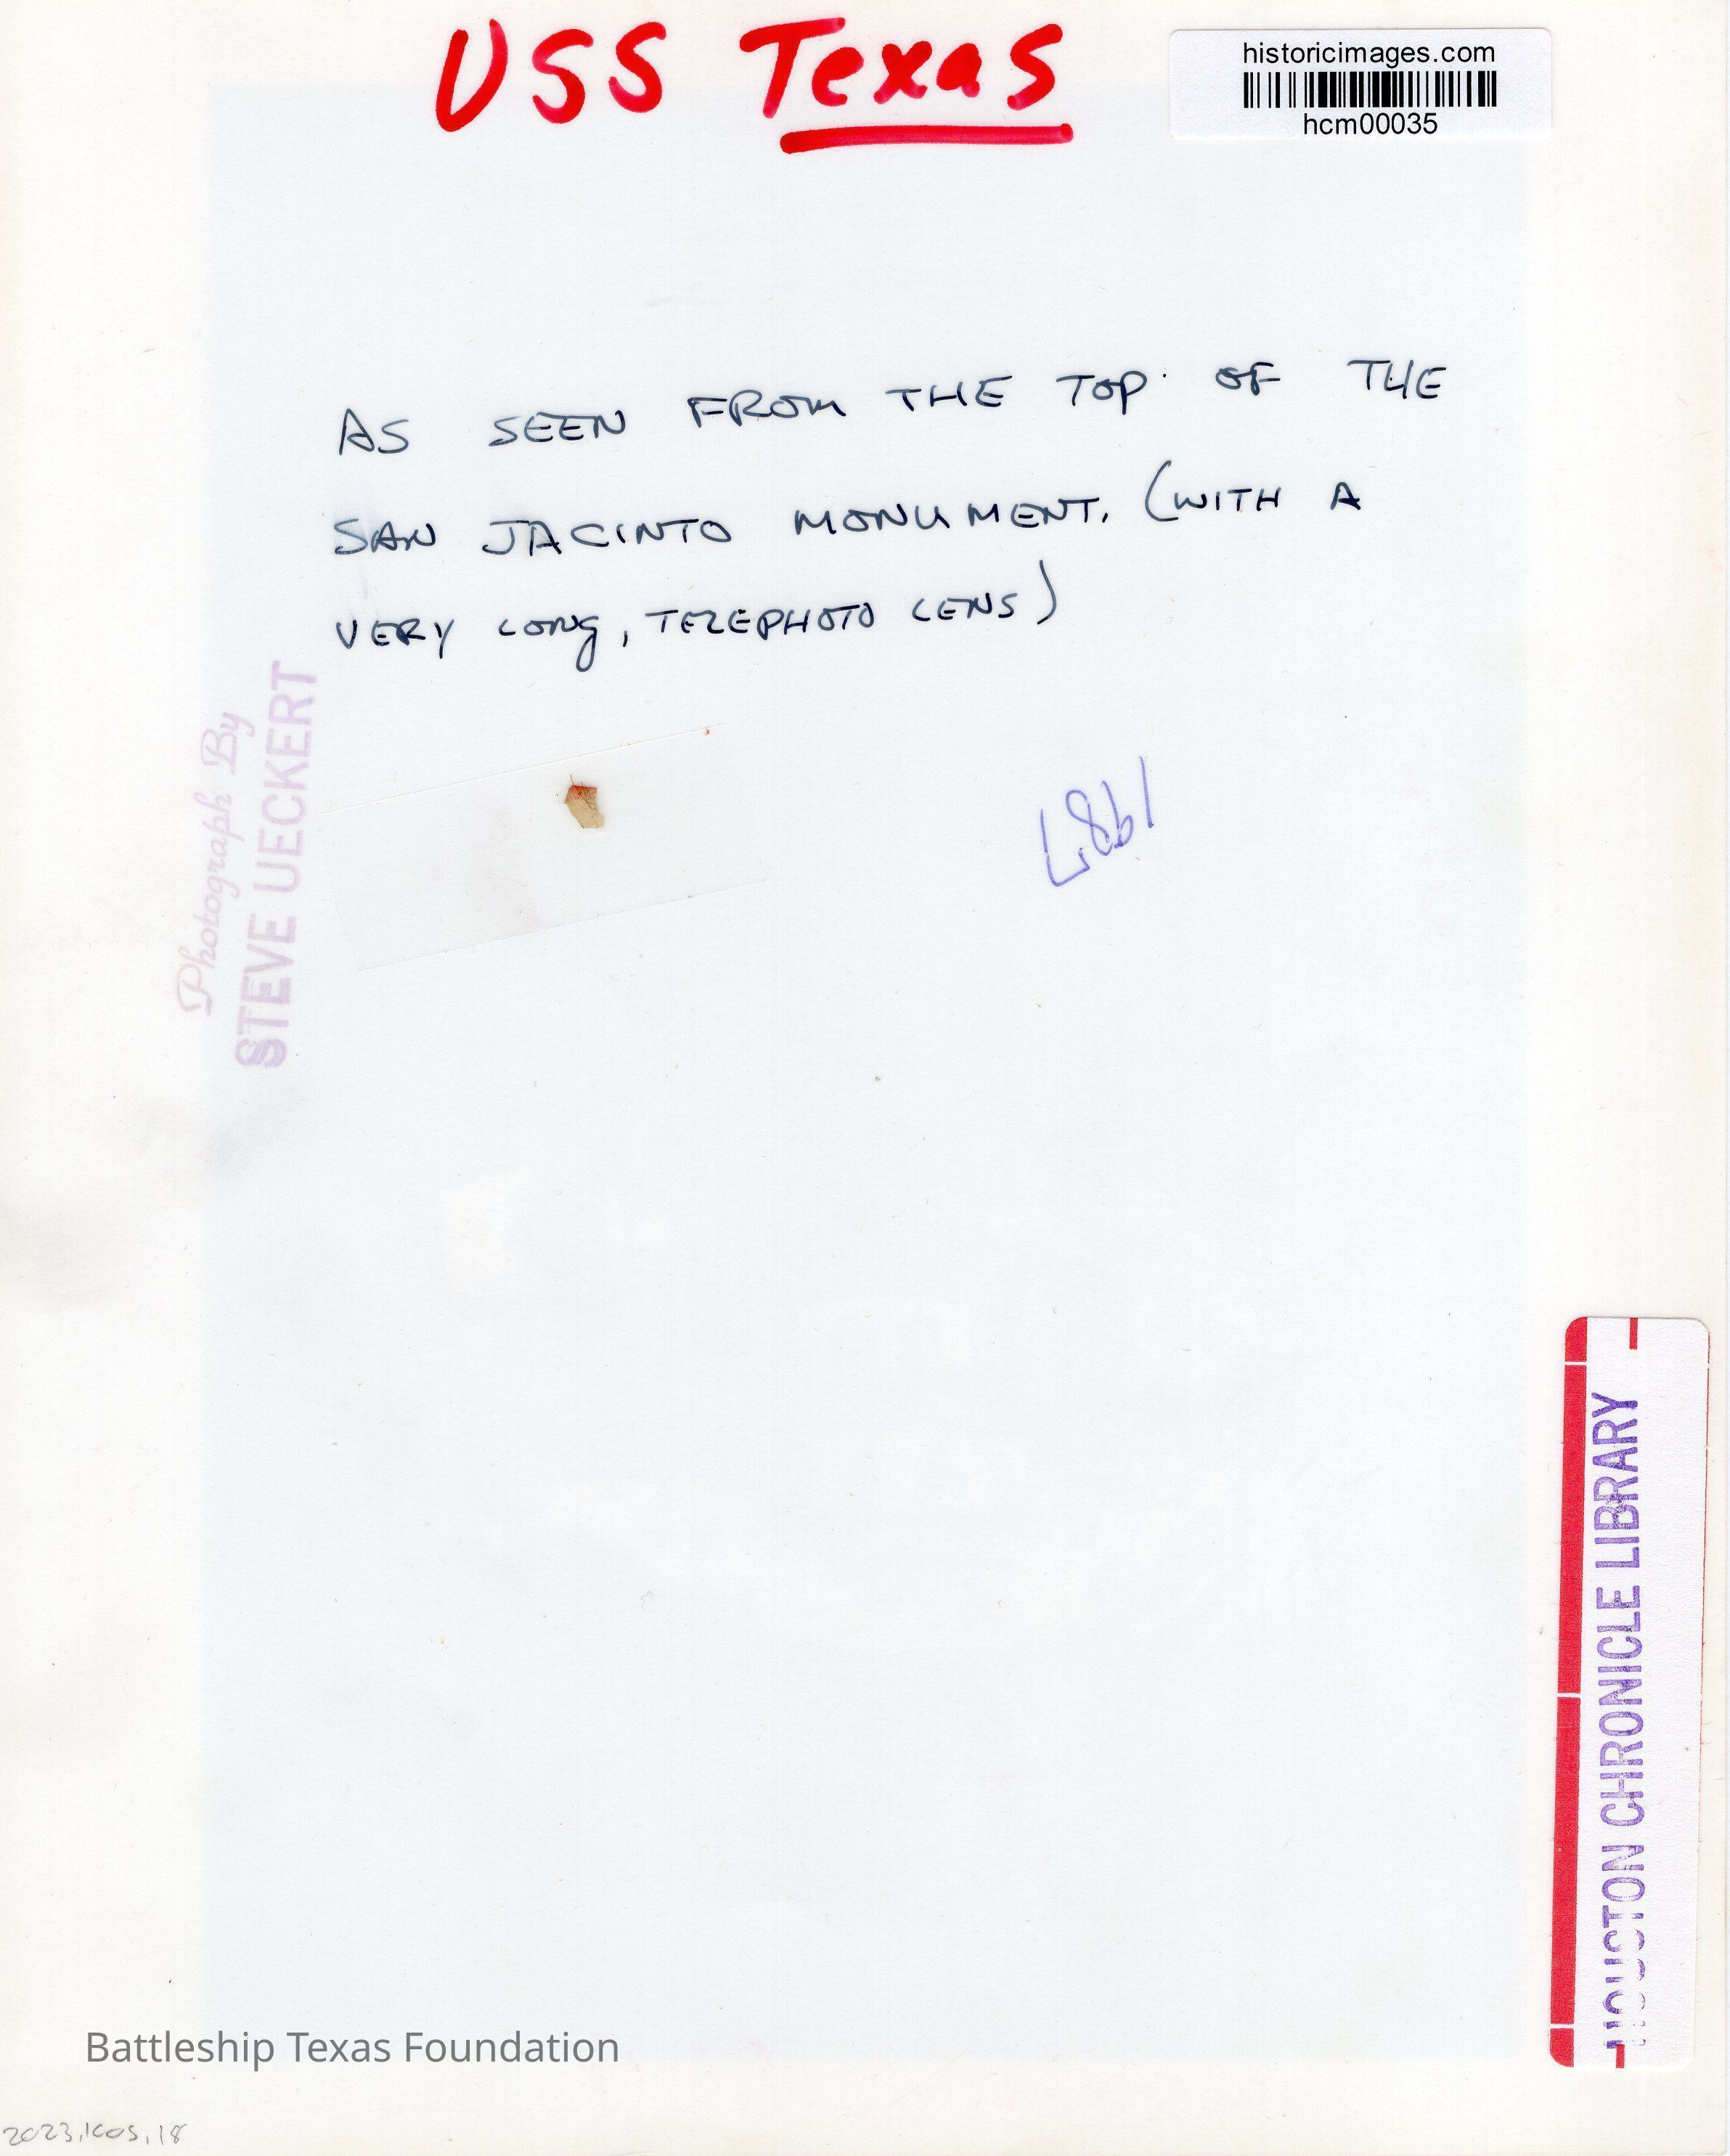 USS Texas
historicimages.com
hcm00035
AS SEEN FROM THE TOP OF THE
SAN JACINTO MONUMENT. (WITH A
VERY LONG, TELEPHOTO LENS)
Photograph By
STEVE UECKERT
1987
HOUSTON CHRONICLE LIBRARY
Battleship Texas Foundation
2023.1005.18